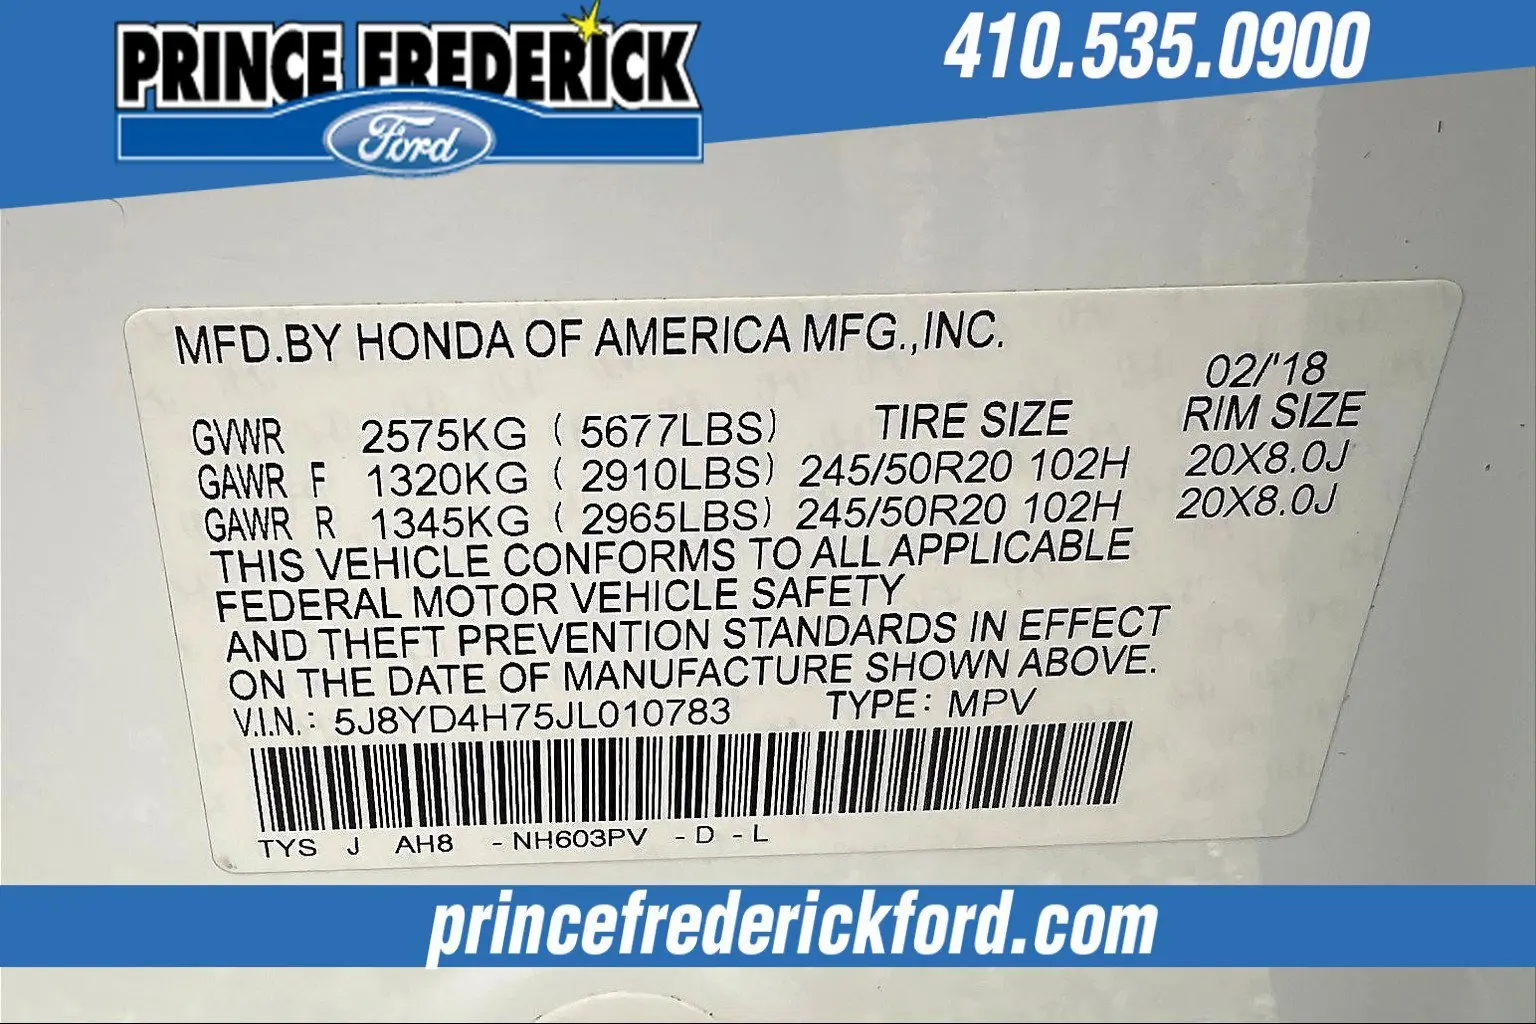 PRINCE FREDERICK
Ford
410.535.0900
MFD.BY HONDA OF AMERICA MFG.,INC.
02/'18
GVWR 2575KG ( 5677LBS) TIRE SIZE RIM SIZE
GAWR F 1320KG ( 2910LBS) 245/50R20 102H 20X8.0J
GAWR R 1345KG ( 2965LBS) 245/50R20 102H 20X8.0J
THIS VEHICLE CONFORMS TO ALL APPLICABLE
FEDERAL MOTOR VEHICLE SAFETY
AND THEFT PREVENTION STANDARDS IN EFFECT
ON THE DATE OF MANUFACTURE SHOWN ABOVE.
V.I.N.: 5J8YD4H75JL010783 TYPE: MPV
TYS J AH8 -NH603PV -D -L
princefrederickford.com